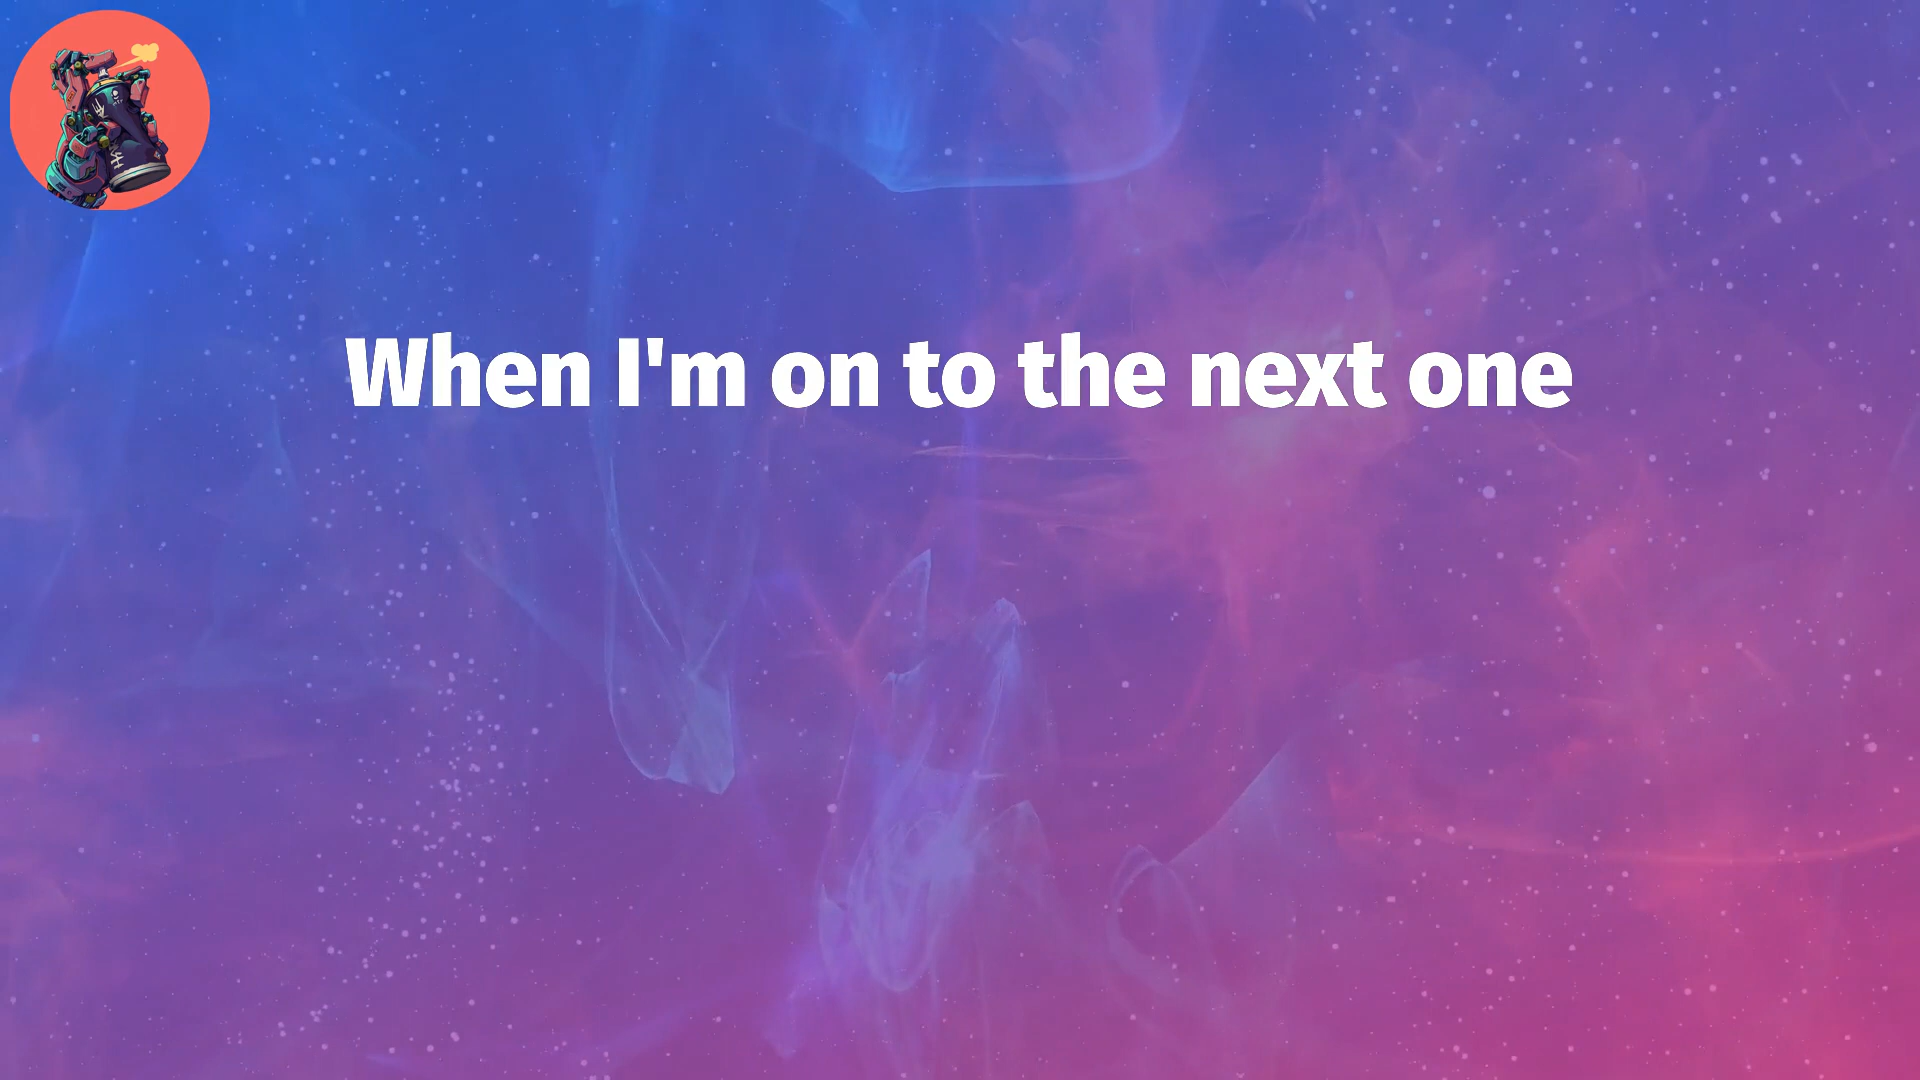 When I'm on to the next one